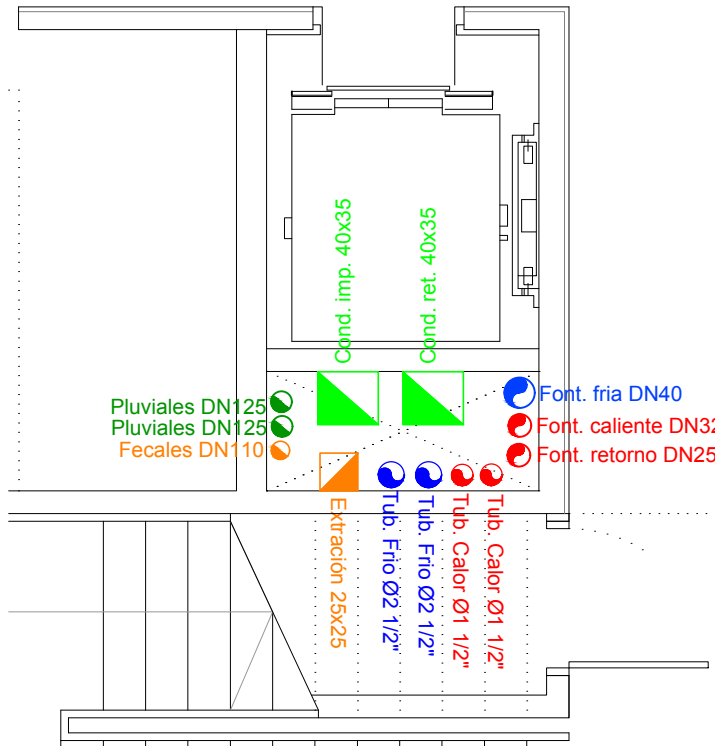 Cond. imp. 40x35
Cond. ret. 40x35
Pluviales DN125
Pluviales DN125
Fecales DN110
Font. fria DN40
Font. caliente DN32
Font. retorno DN25
Extración 25x25
Tub. Frio Ø2 1/2"
Tub. Frio Ø2 1/2"
Tub. Calor Ø1 1/2"
Tub. Calor Ø1 1/2"